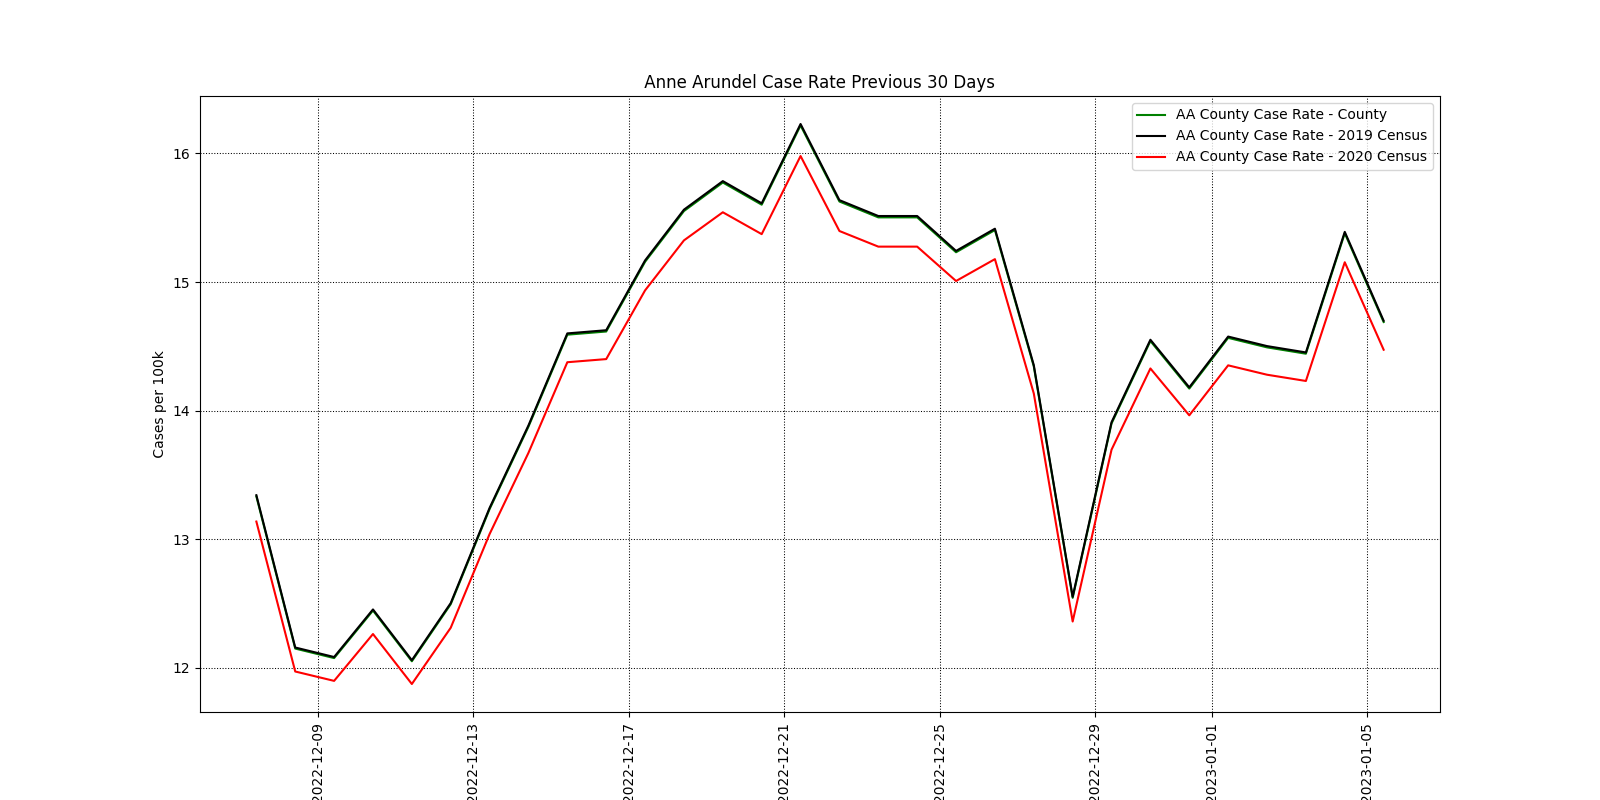 Anne Arundel Case Rate Previous 30 Days
AA County Case Rate - County
AA County Case Rate - 2019 Census
AA County Case Rate - 2020 Census
Cases per 100k
16
15
14
13
12
2022-12-09
2022-12-13
2022-12-17
2022-12-21
2022-12-25
2022-12-29
2023-01-01
2023-01-05